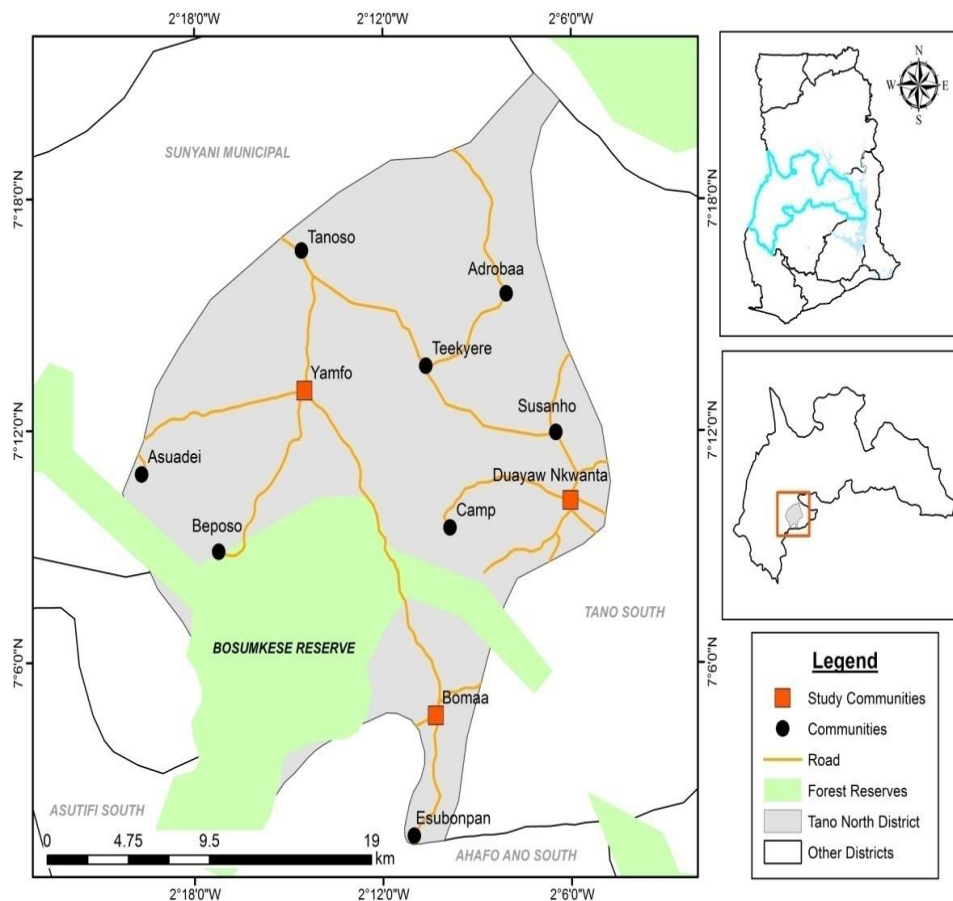 2°18'0"W
2°12'0"W
2°6'0"W
7°18'0"N
7°12'0"N
7°6'0"N
SUNYANI MUNICIPAL
Tanoso
Adrobaa
Teekyere
Yamfo
Susanho
Asuadei
Duayaw Nkwanta
Camp
Beposo
TANO SOUTH
BOSUMKESE RESERVE
Bomaa
ASUTIFI SOUTH
Esubonpan
AHAFO ANO SOUTH
0 4.75 9.5 19
km
2°18'0"W
2°12'0"W
2°6'0"W
7°18'0"N
7°12'0"N
7°6'0"N
N
W E
S
Legend
Study Communities
Communities
Road
Forest Reserves
Tano North District
Other Districts